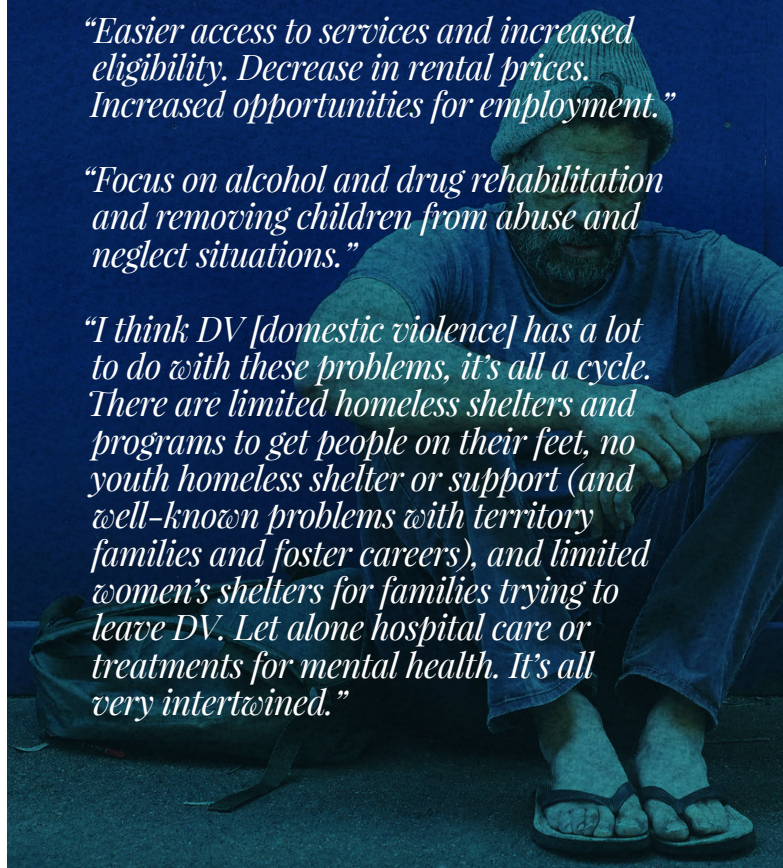 “Easier access to services and increased
eligibility. Decrease in rental prices.
Increased opportunities for employment.”
“Focus on alcohol and drug rehabilitation
and removing children from abuse and
neglect situations.”
“I think DV [domestic violence] has a lot
to do with these problems, it’s all a cycle.
There are limited homeless shelters and
programs to get people on their feet, no
youth homeless shelter or support (and
well-known problems with territory
families and foster careers), and limited
women’s shelters for families trying to
leave DV. Let alone hospital care or
treatments for mental health. It’s all
very intertwined.”